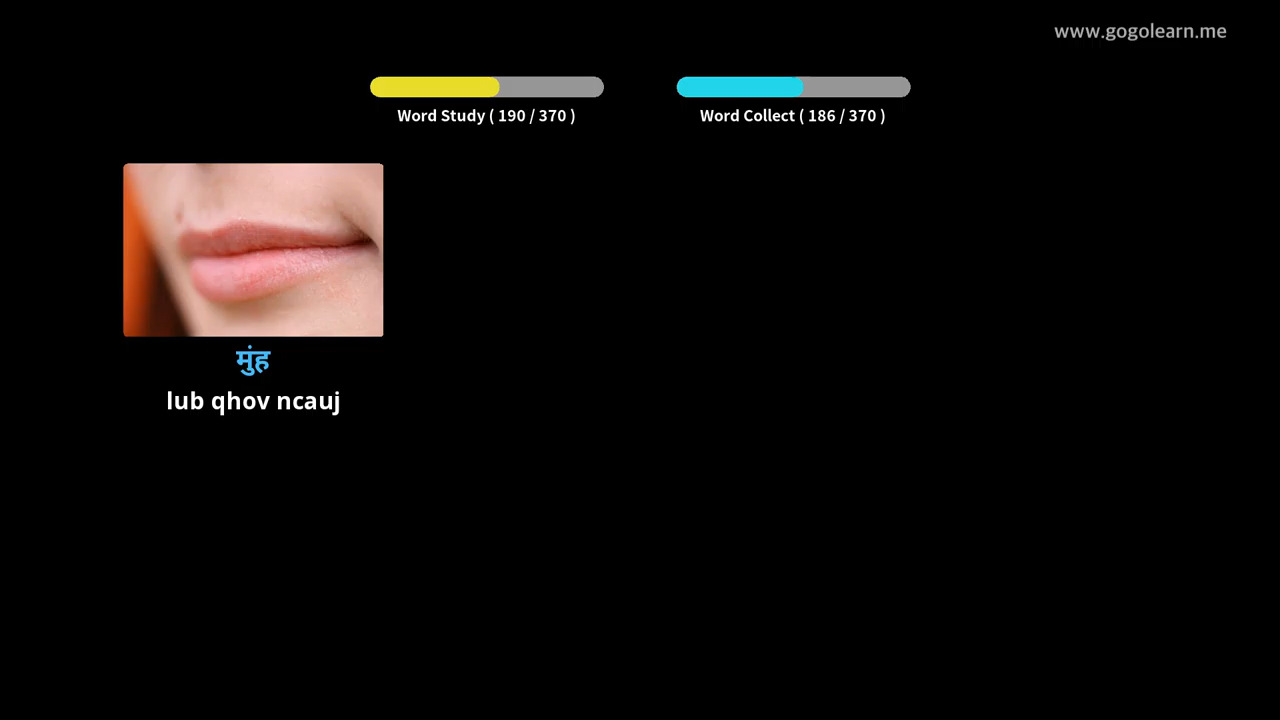 www.gogolearn.me
Word Study ( 190 / 370 )
Word Collect ( 186 / 370 )
मुंह
lub qhov ncauj